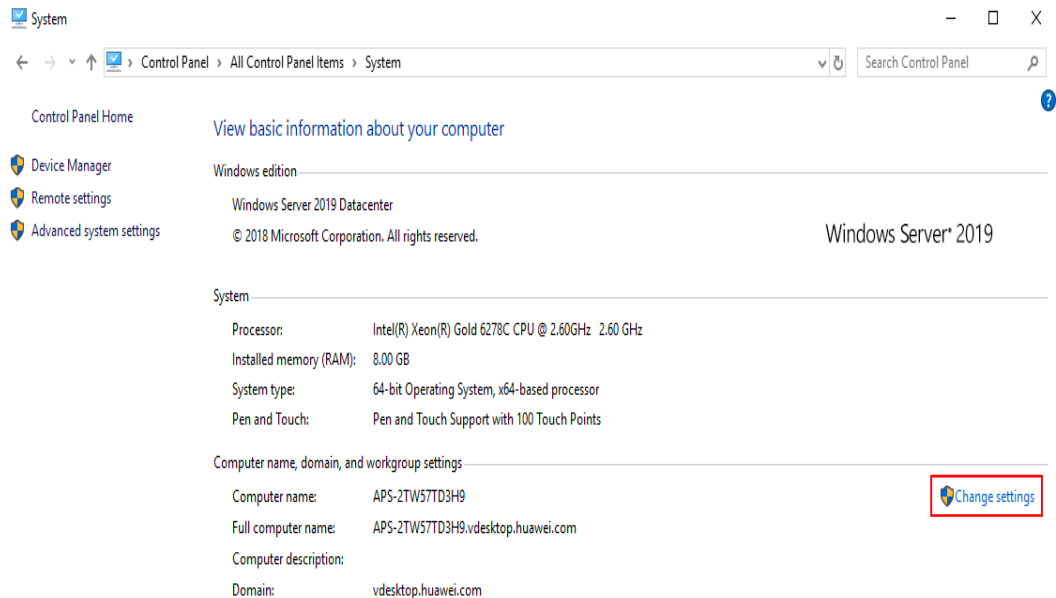 System
Control Panel > All Control Panel Items > System
Search Control Panel
?
Control Panel Home
Device Manager
Remote settings
Advanced system settings
View basic information about your computer
Windows edition
Windows Server 2019 Datacenter
© 2018 Microsoft Corporation. All rights reserved.
Windows Server® 2019
System
Processor: Intel(R) Xeon(R) Gold 6278C CPU @ 2.60GHz 2.60 GHz
Installed memory (RAM): 8.00 GB
System type: 64-bit Operating System, x64-based processor
Pen and Touch: Pen and Touch Support with 100 Touch Points
Computer name, domain, and workgroup settings
Computer name: APS-2TW57TD3H9
Change settings
Full computer name: APS-2TW57TD3H9.vdesktop.huawei.com
Computer description:
Domain: vdesktop.huawei.com